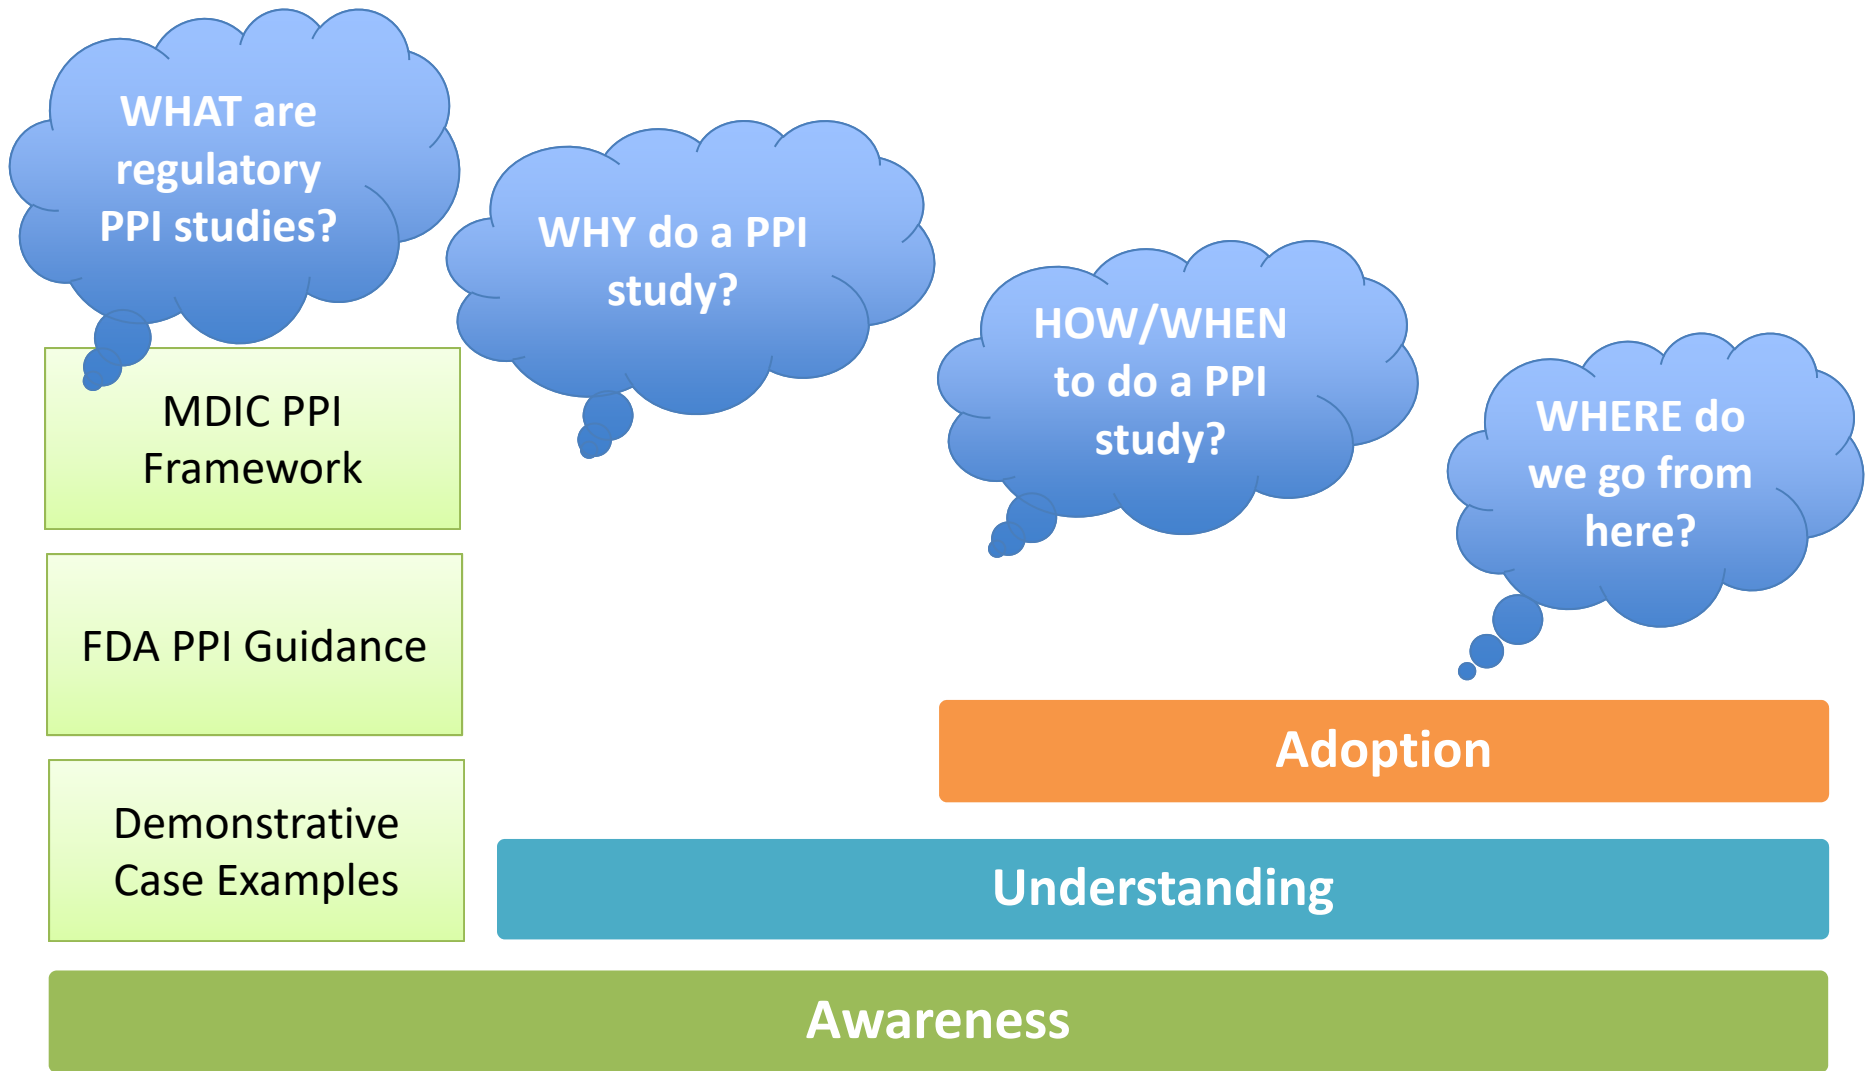 WHAT are
regulatory
PPI studies?
WHY do a PPI
study?
HOW/WHEN
to do a PPI
study?
WHERE do
we go from
here?
MDIC PPI
Framework
FDA PPI Guidance
Demonstrative
Case Examples
Adoption
Understanding
Awareness